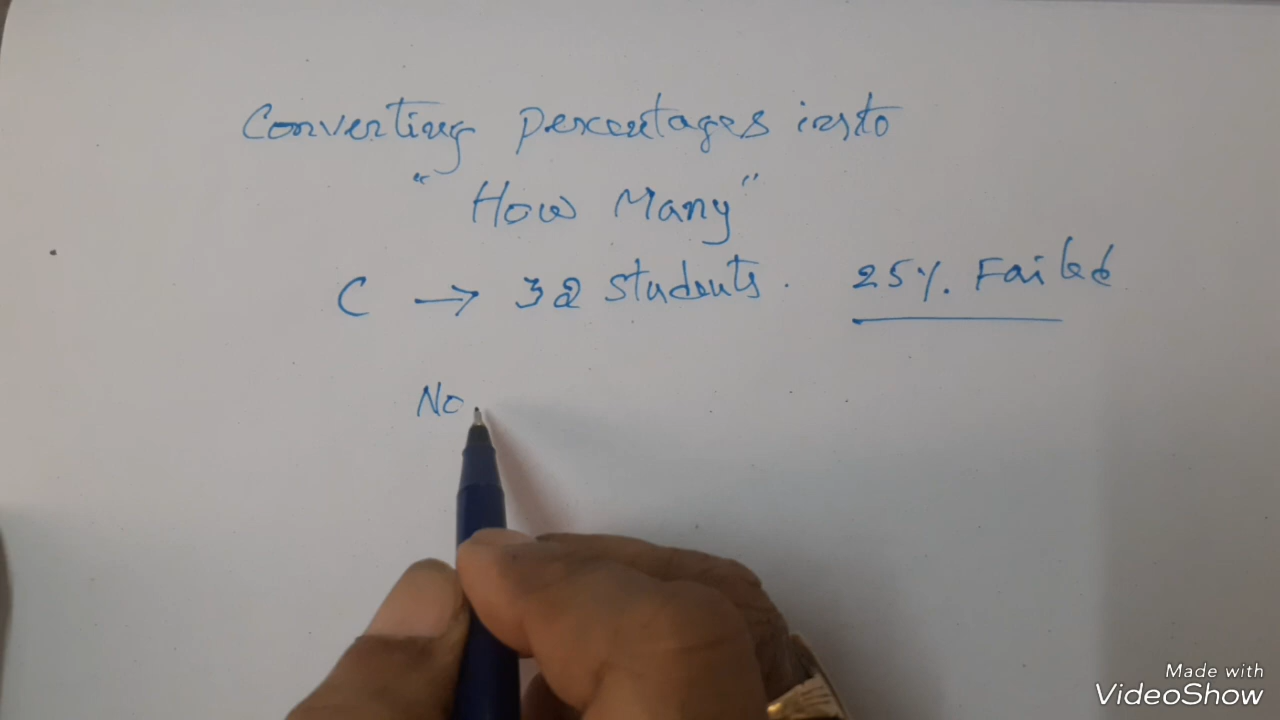 Converting percentages into
"How Many"
C → 32 students. 25% Failed
No
Made with
VideoShow